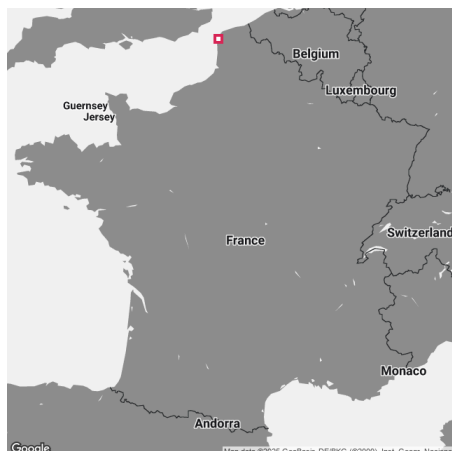 Belgium
Luxembourg
Guernsey
Jersey
Switzerland
France
Monaco
Andorra
Google